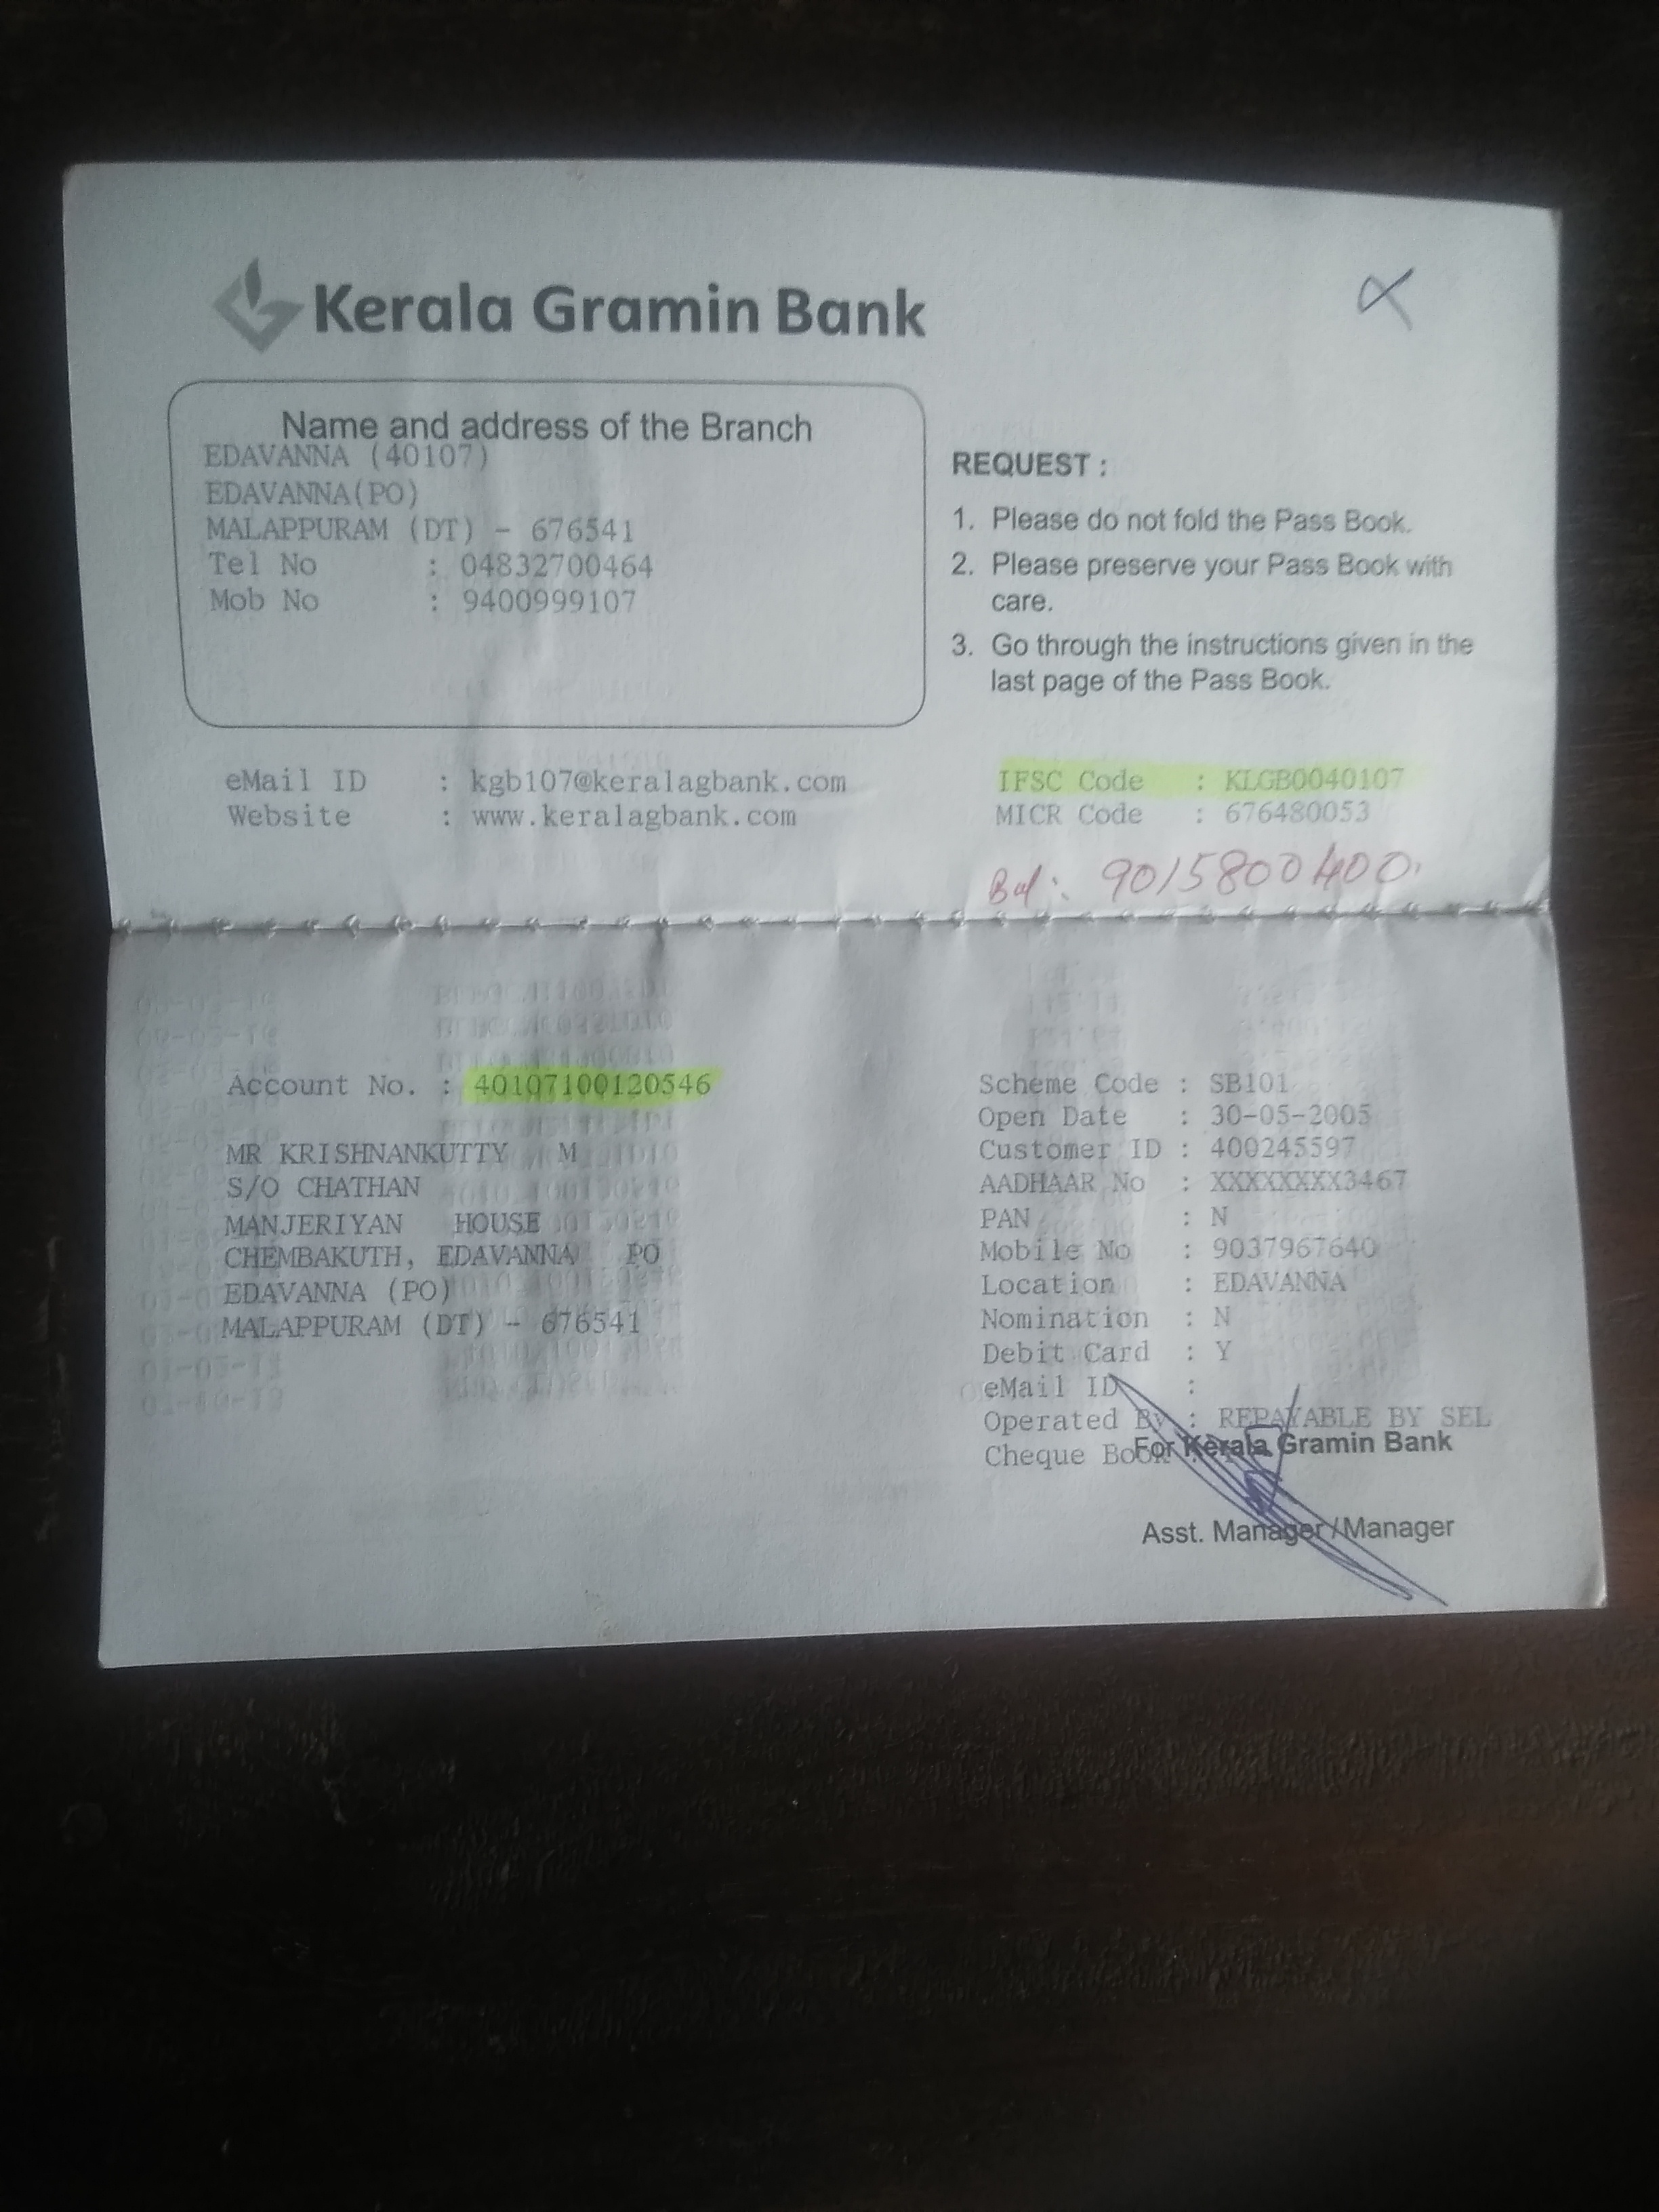 Kerala Gramin Bank
Name and address of the Branch
EDAVANNA (40107)
EDAVANNA(PO)
MALAPPURAM (DT) - 676541
Tel No : 04832700464
Mob No : 9400999107
REQUEST :
1. Please do not fold the Pass Book.
2. Please preserve your Pass Book with
care.
3. Go through the instructions given in the
last page of the Pass Book.
eMail ID : kgb107@keralagbank.com
Website : www.keralagbank.com
IFSC Code : KLGB0040107
MICR Code : 676480053
Bal: 9015800400
Account No. : 40107100120546
MR KRISHNANKUTTY M
S/O CHATHAN
MANJERIYAN HOUSE
CHEMBAKUTH, EDAVANNA PO
EDAVANNA (PO)
MALAPPURAM (DT) - 676541
Scheme Code : SB101
Open Date : 30-05-2005
Customer ID : 400245597
AADHAAR No : XXXXXXXX3467
PAN : N
Mobile No : 9037967640
Location : EDAVANNA
Nomination : N
Debit Card : Y
eMail ID :
Operated By : REPAYABLE BY SEL
Cheque Book :
For Kerala Gramin Bank
Asst. Manager / Manager